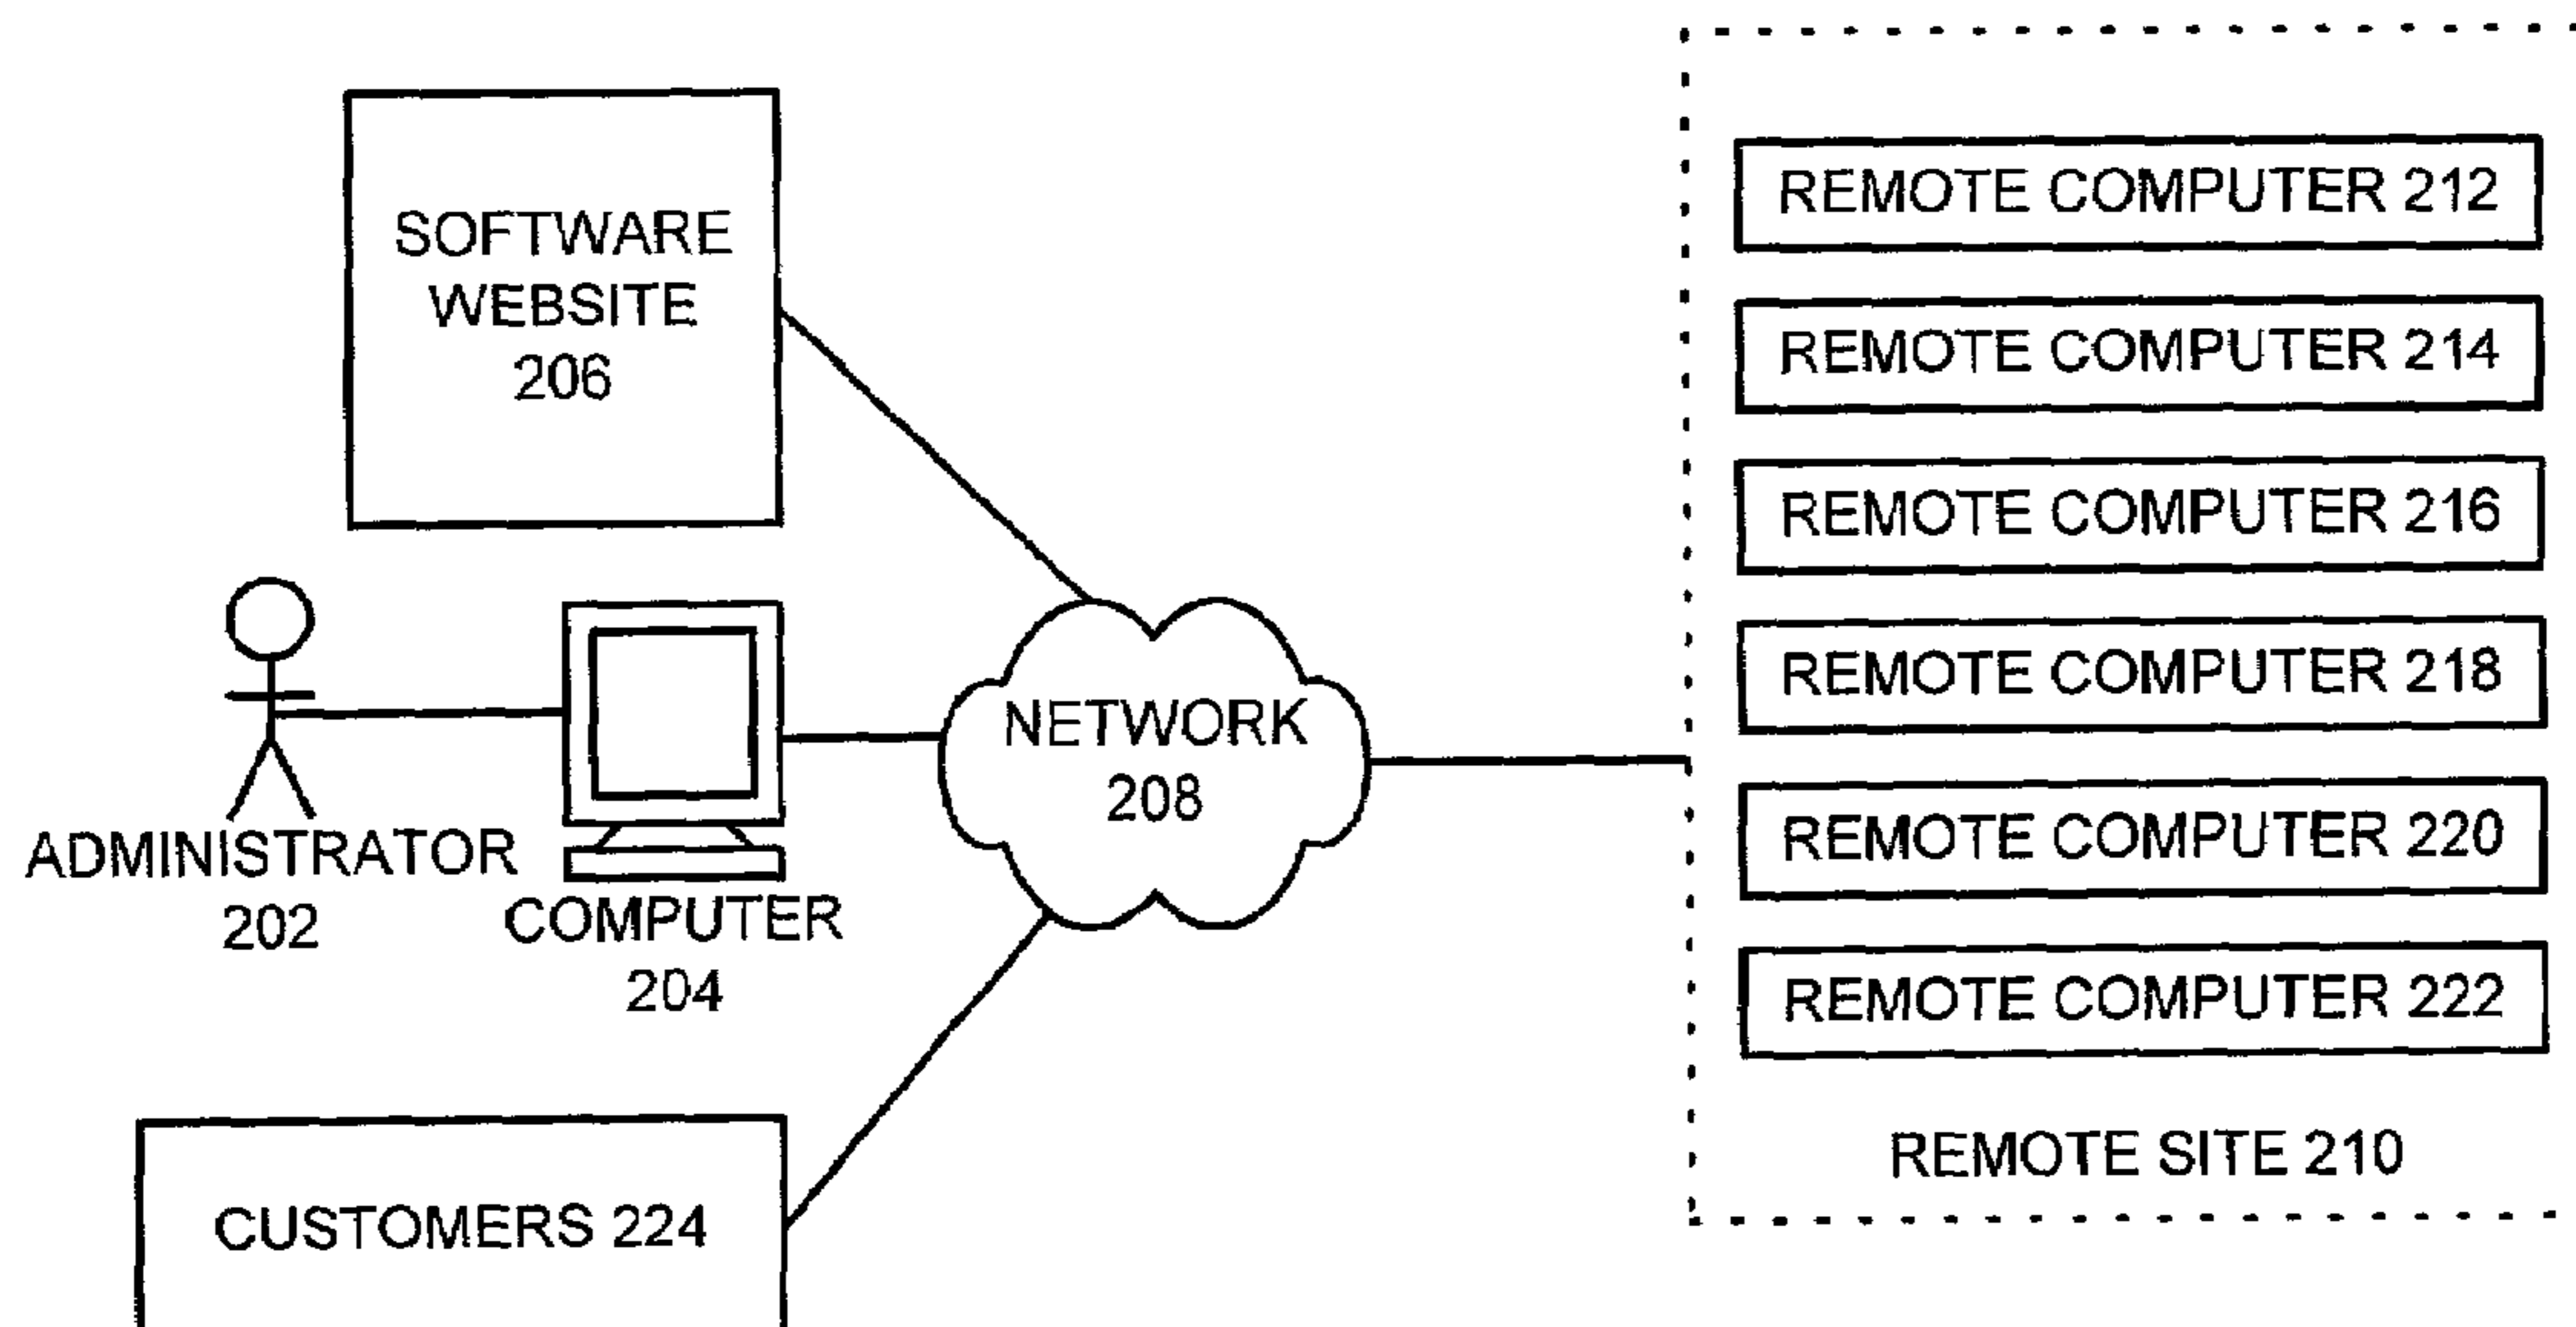 SOFTWARE
WEBSITE
206
ADMINISTRATOR
202
COMPUTER
204
CUSTOMERS 224
NETWORK
208
REMOTE COMPUTER 212
REMOTE COMPUTER 214
REMOTE COMPUTER 216
REMOTE COMPUTER 218
REMOTE COMPUTER 220
REMOTE COMPUTER 222
REMOTE SITE 210